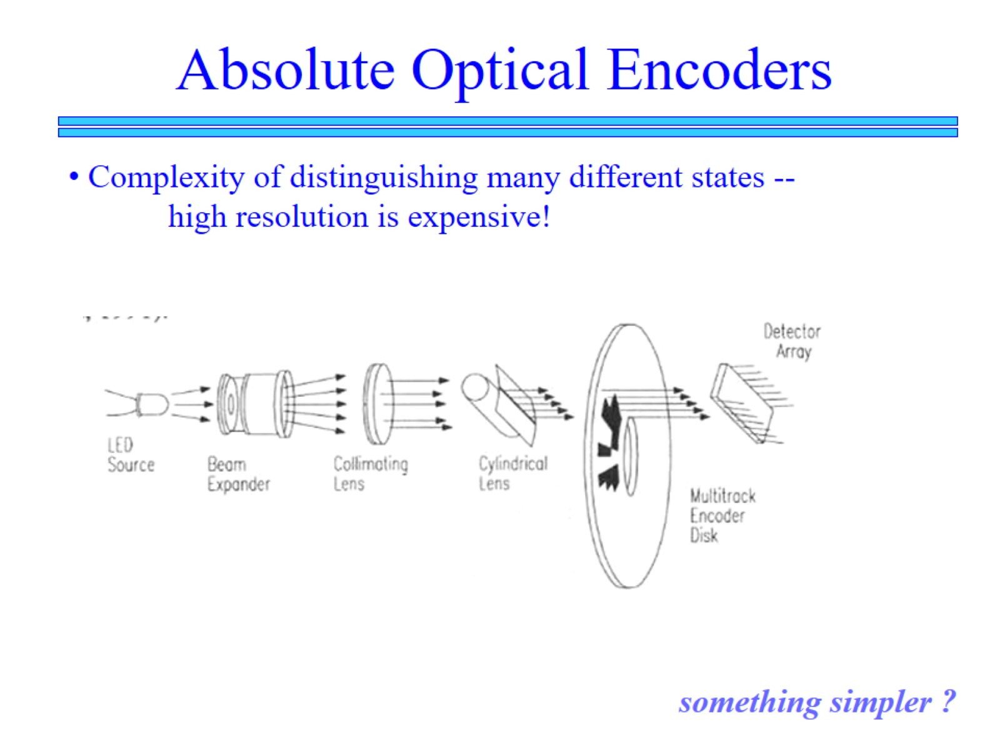 Absolute Optical Encoders
• Complexity of distinguishing many different states --
high resolution is expensive!
Detector
Array
LED
Source
Beam
Expander
Collimating
Lens
Cylindrical
Lens
Multitrack
Encoder
Disk
something simpler ?